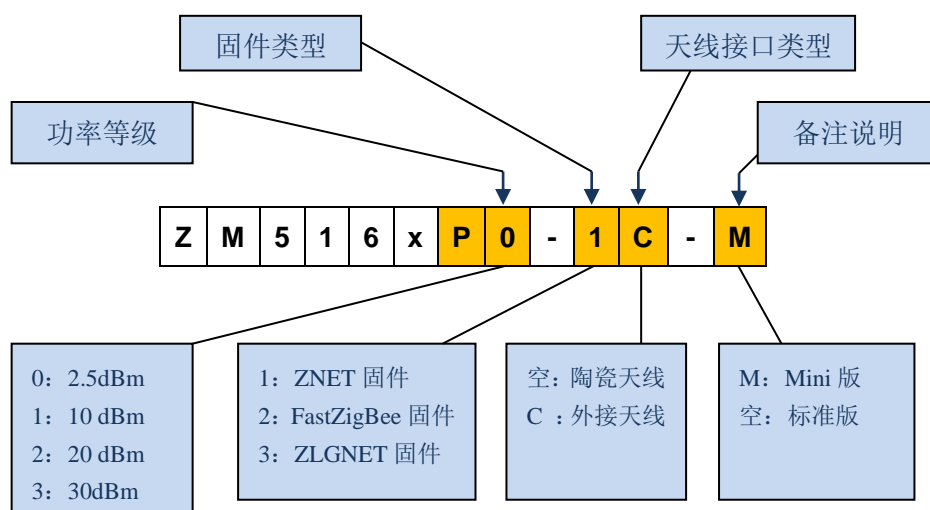 固件类型
天线接口类型
功率等级
备注说明
Z M 5 1 6 x P 0 - 1 C - M
0：2.5dBm
1：10 dBm
2：20 dBm
3：30dBm
1：ZNET 固件
2：FastZigBee 固件
3：ZLGNET 固件
空：陶瓷天线
C ：外接天线
M：Mini 版
空：标准版